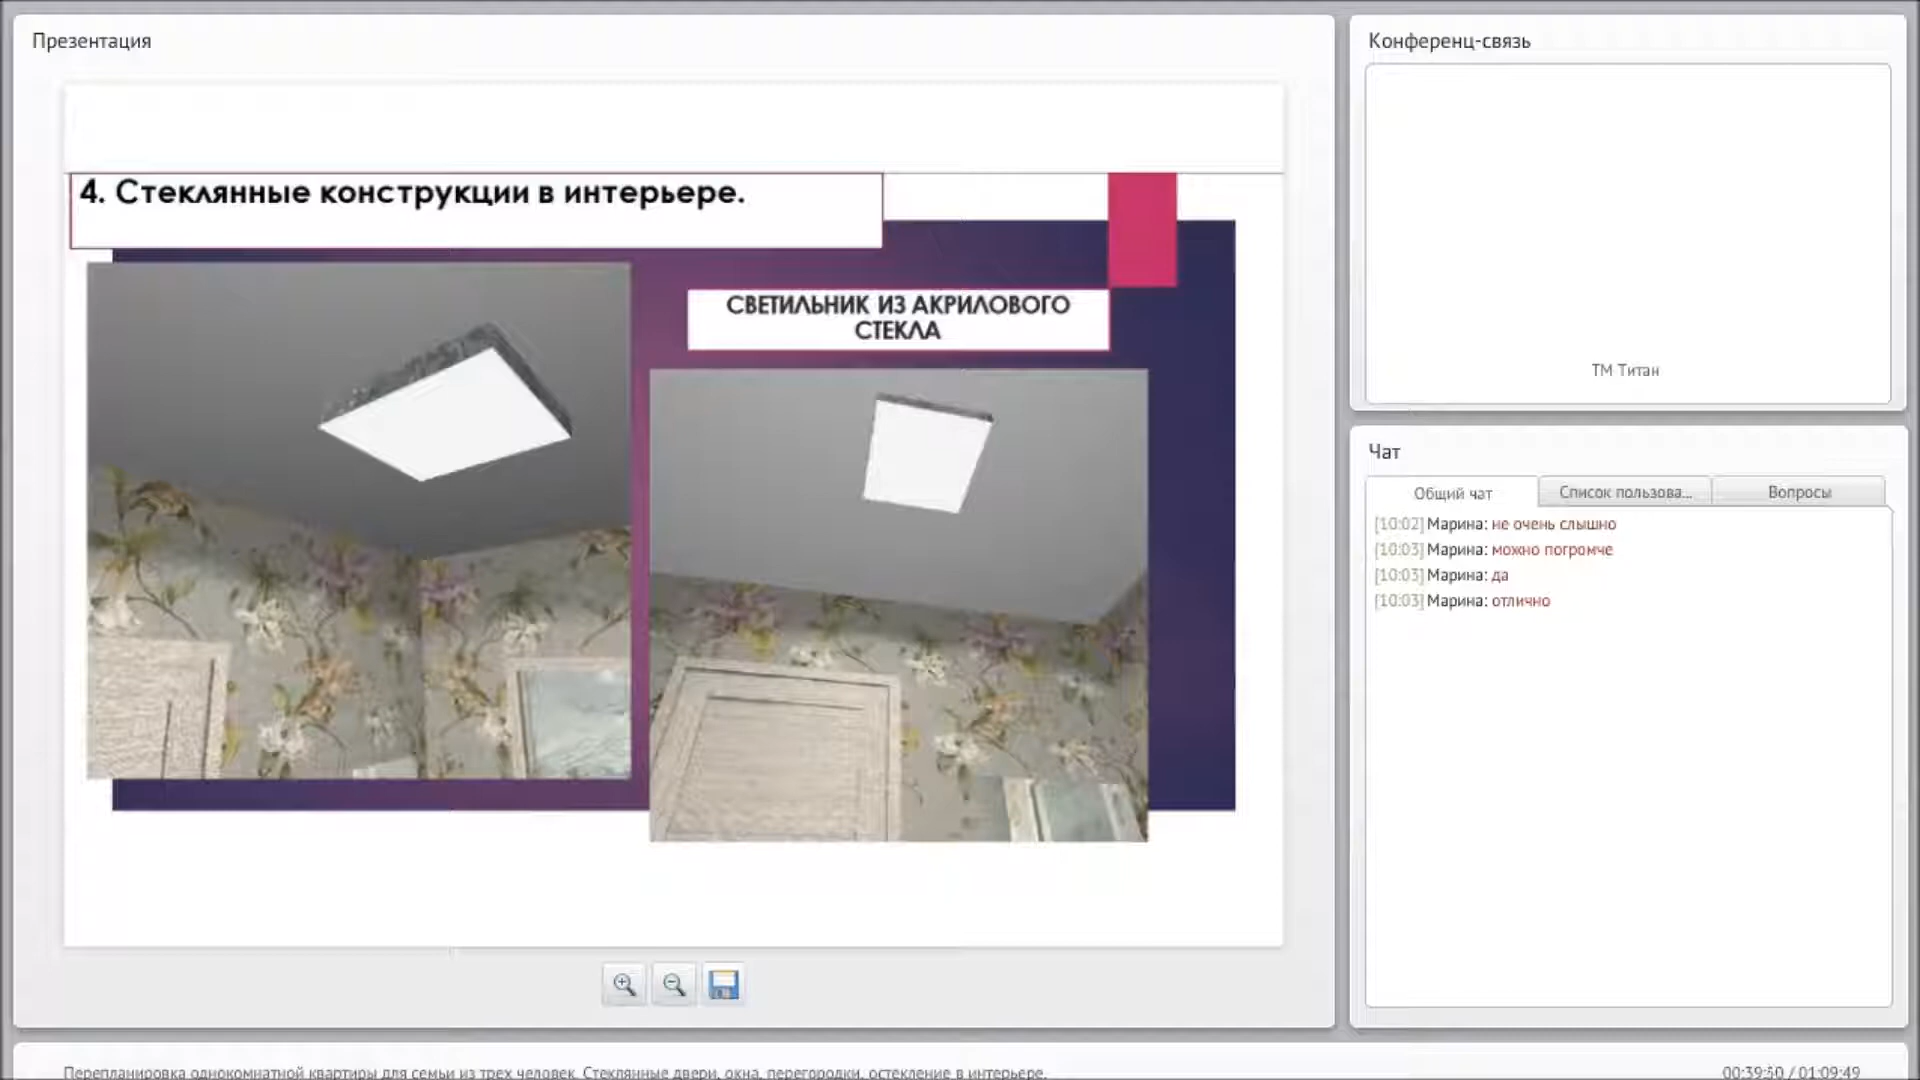 Презентация
4. Стеклянные конструкции в интерьере.
СВЕТИЛЬНИК ИЗ АКРИЛОВОГО
СТЕКЛА
Конференц-связь
ТМ Титан
Чат
Общий чат
Список пользова...
Вопросы
[10:02] Марина: не очень слышно
[10:03] Марина: можно погромче
[10:03] Марина: да
[10:03] Марина: отлично
Перепланировка однокомнатной квартиры для семьи из трех человек. Стеклянные двери, окна, перегородки, остекление в интерьере.
00:39:50 / 01:09:49